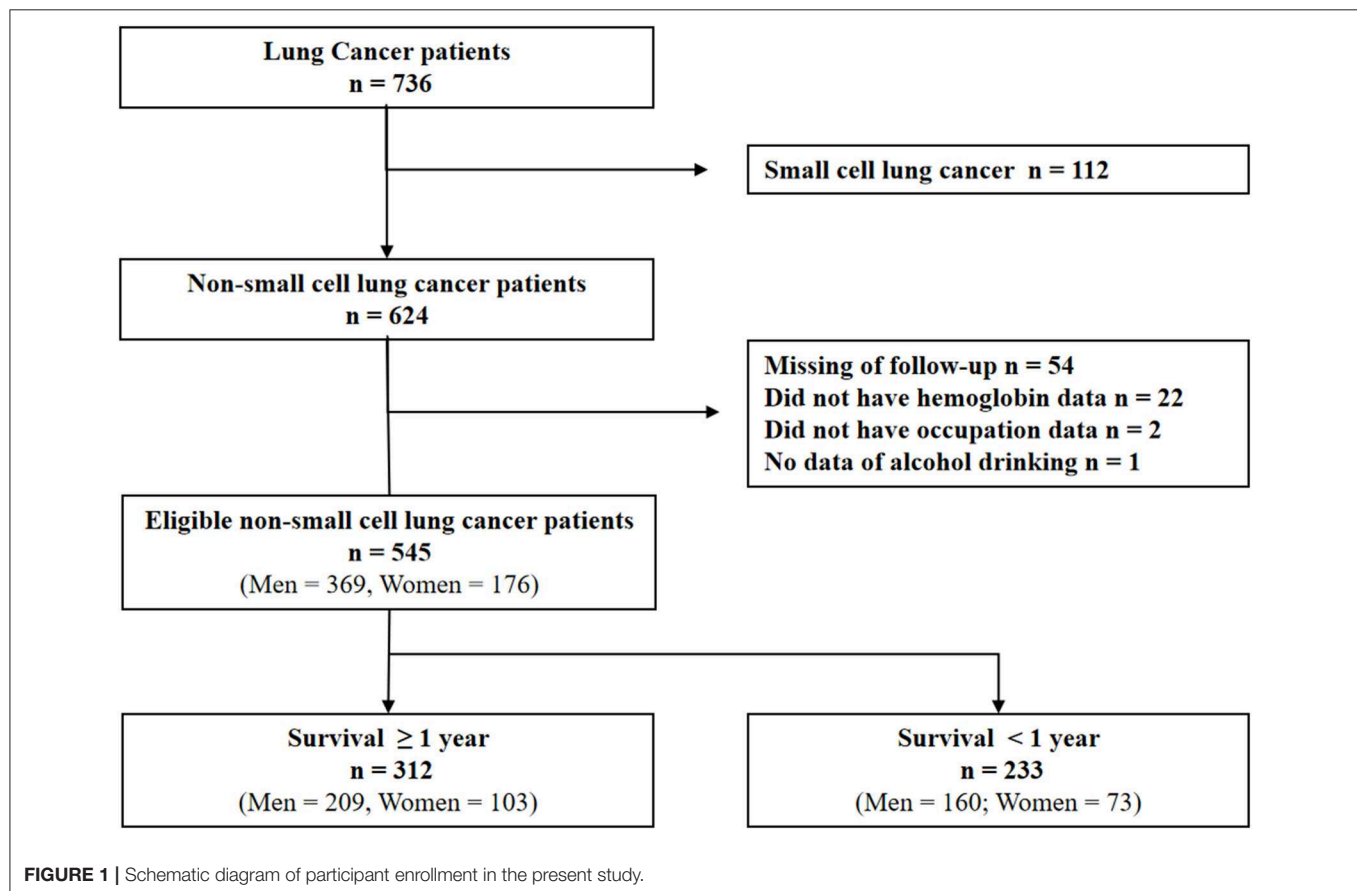 Lung Cancer patients
n = 736
Small cell lung cancer n = 112
Non-small cell lung cancer patients
n = 624
Missing of follow-up n = 54
Did not have hemoglobin data n = 22
Did not have occupation data n = 2
No data of alcohol drinking n = 1
Eligible non-small cell lung cancer patients
n = 545
(Men = 369, Women = 176)
Survival ≥ 1 year
n = 312
(Men = 209, Women = 103)
Survival < 1 year
n = 233
(Men = 160; Women = 73)
FIGURE 1 | Schematic diagram of participant enrollment in the present study.